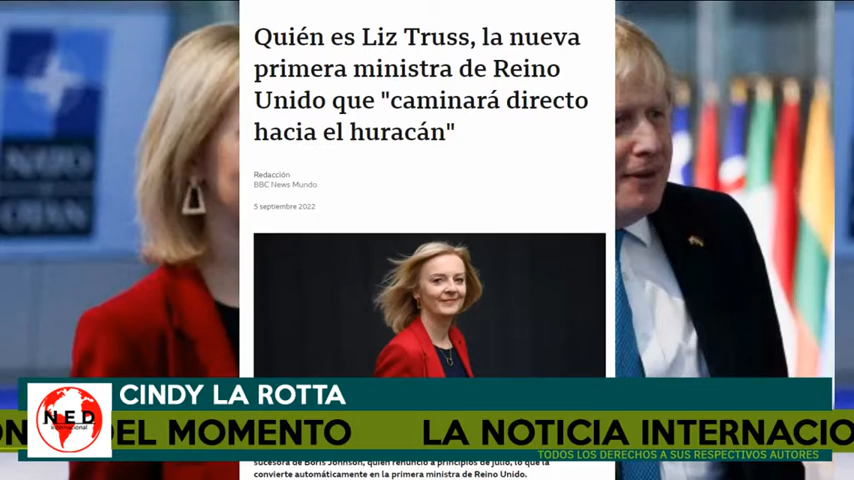 Quién es Liz Truss, la nueva
primera ministra de Reino
Unido que "caminará directo
hacia el huracán"
Redacción
BBC News Mundo
5 septiembre 2022
NATO
OTAN
CINDY LA ROTTA
NED
Internacional
DEL MOMENTO LA NOTICIA INTERNACIO
TODOS LOS DERECHOS A SUS RESPECTIVOS AUTORES
sucesora de Boris Johnson, quien renunció a principios de julio, lo que la
convierte automáticamente en la primera ministra de Reino Unido.